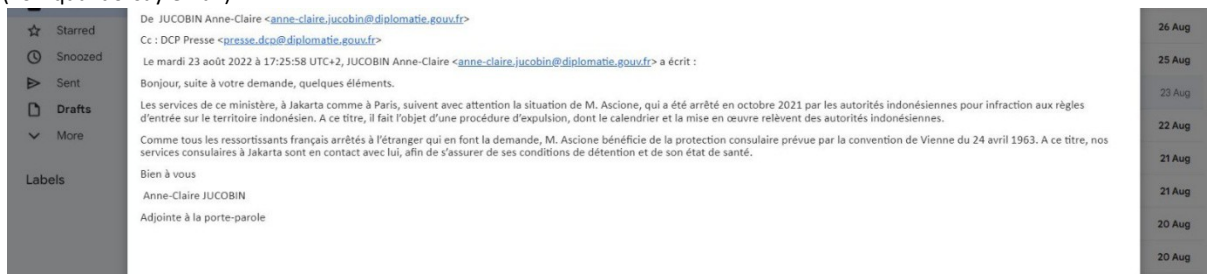 De JUCOBIN Anne-Claire <anne-claire.jucobin@diplomatie.gouv.fr>
Cc : DCP Presse <presse.dcp@diplomatie.gouv.fr>
Le mardi 23 août 2022 à 17:25:58 UTC+2, JUCOBIN Anne-Claire <anne-claire.jucobin@diplomatie.gouv.fr> a écrit :
Bonjour, suite à votre demande, quelques éléments.
Les services de ce ministère, à Jakarta comme à Paris, suivent avec attention la situation de M. Ascione, qui a été arrêté en octobre 2021 par les autorités indonésiennes pour infraction aux règles
d’entrée sur le territoire indonésien. A ce titre, il fait l’objet d’une procédure d’expulsion, dont le calendrier et la mise en œuvre relèvent des autorités indonésiennes.
Comme tous les ressortissants français arrêtés à l’étranger qui en font la demande, M. Ascione bénéficie de la protection consulaire prévue par la convention de Vienne du 24 avril 1963. A ce titre, nos
services consulaires à Jakarta sont en contact avec lui, afin de s’assurer de ses conditions de détention et de son état de santé.
Bien à vous
Anne-Claire JUCOBIN
Adjointe à la porte-parole
Starred
Snoozed
Sent
Drafts
More
Labels
26 Aug
25 Aug
23 Aug
22 Aug
21 Aug
21 Aug
20 Aug
20 Aug